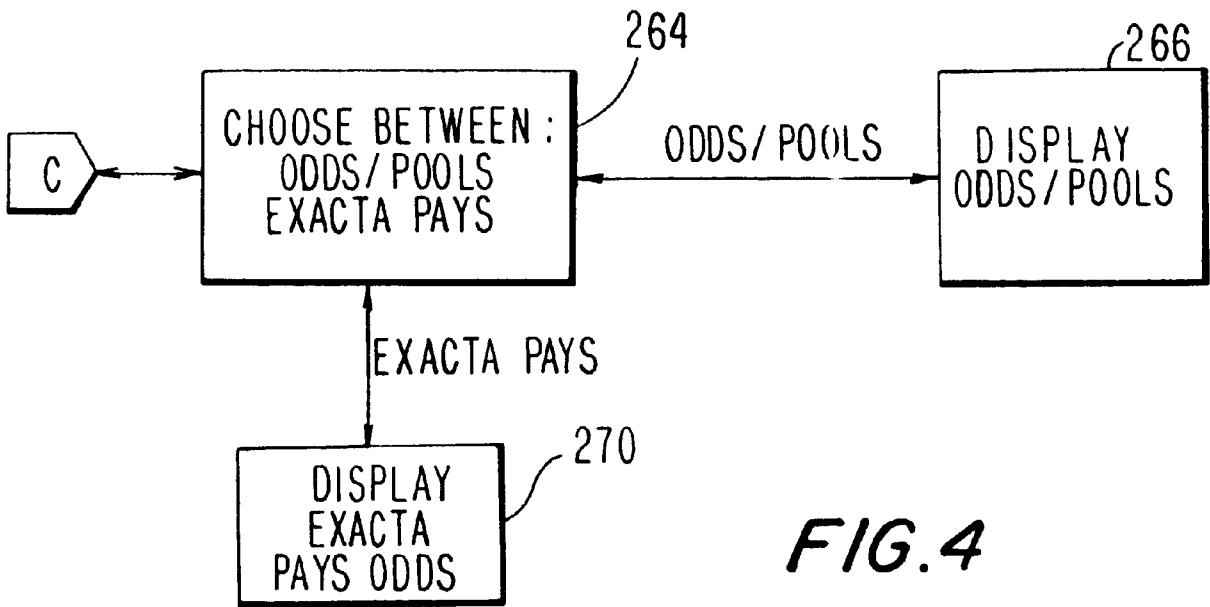 264
266
C
CHOOSE BETWEEN:
ODDS/POOLS
EXACTA PAYS
ODDS/POOLS
DISPLAY
ODDS/POOLS
EXACTA PAYS
270
DISPLAY
EXACTA
PAYS ODDS
FIG.4